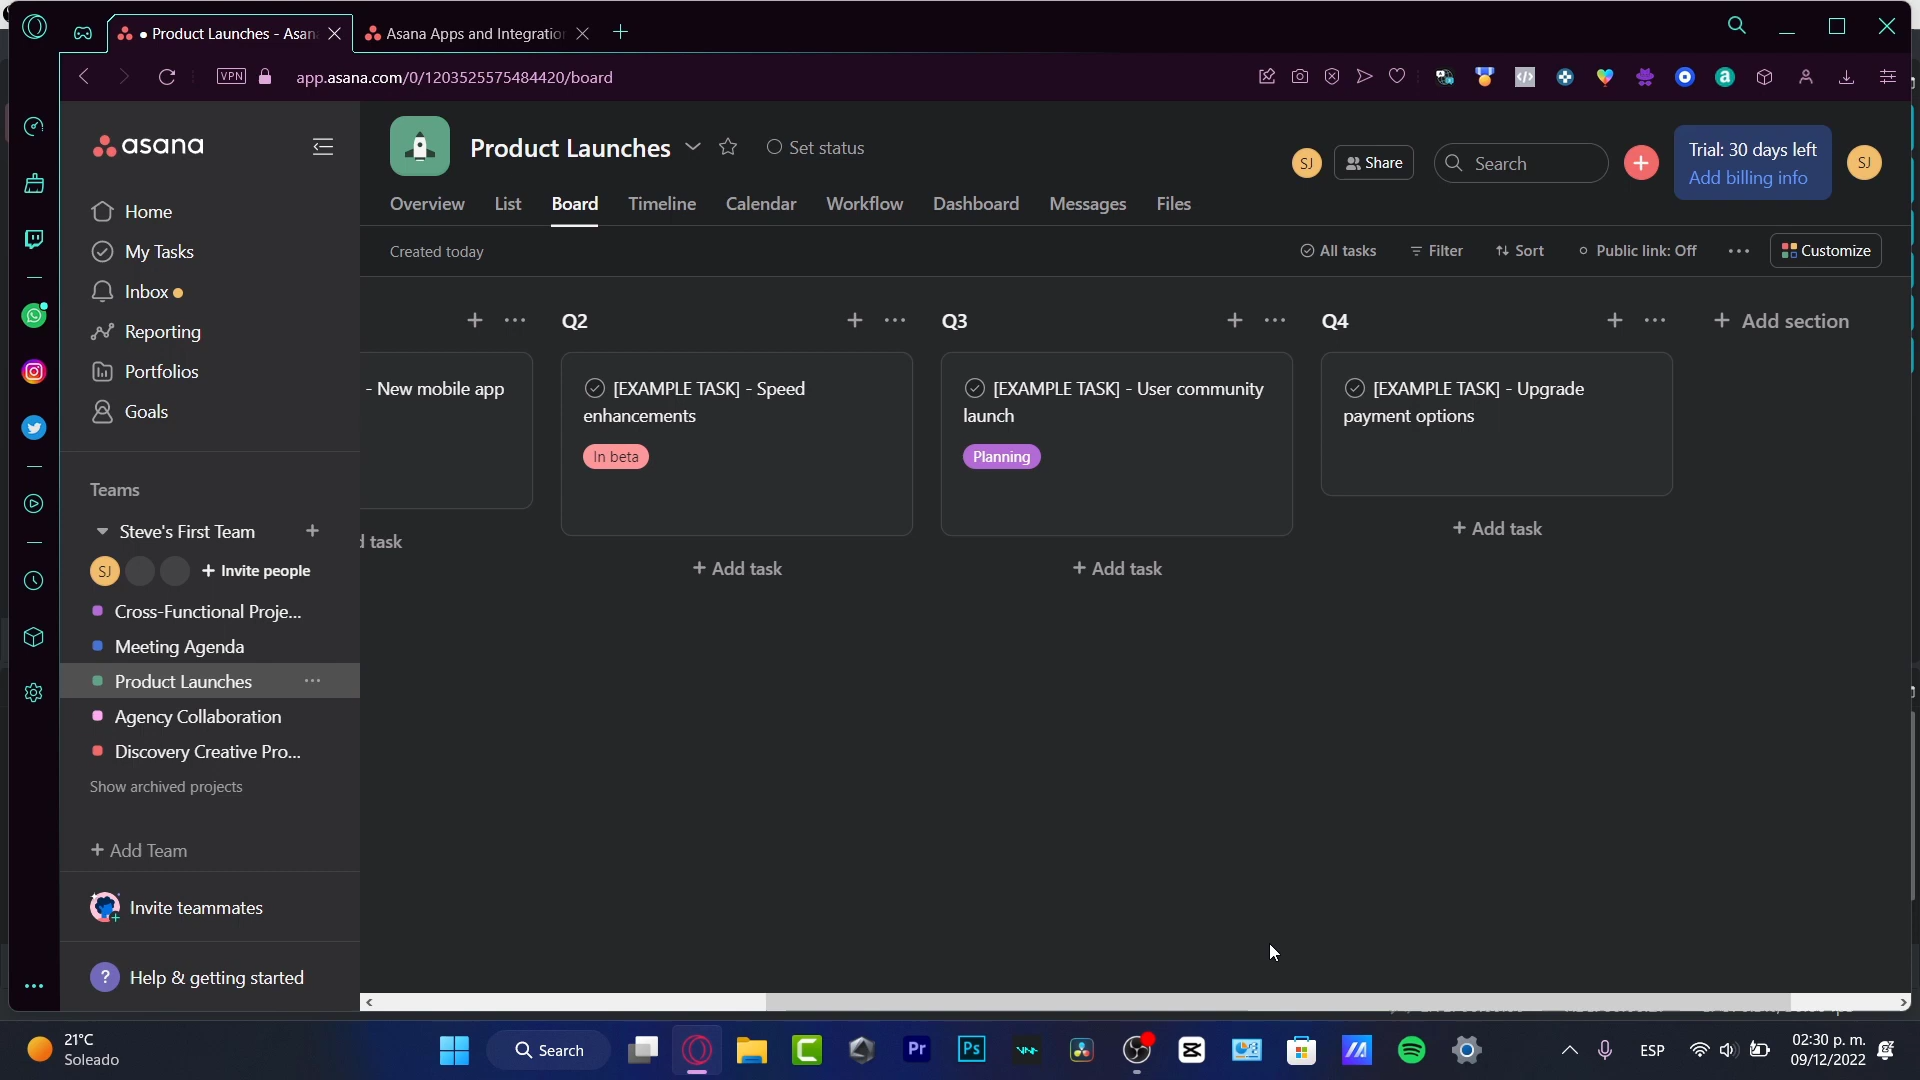 • Product Launches - Asan
Asana Apps and Integratio
VPN
app.asana.com/0/1203525575484420/board
asana
Home
My Tasks
Inbox
Reporting
Portfolios
Goals
Teams
Steve's First Team
SJ
+ Invite people
Cross-Functional Proje...
Meeting Agenda
Product Launches
Agency Collaboration
Discovery Creative Pro...
Show archived projects
+ Add Team
Invite teammates
? Help & getting started
Product Launches
Set status
SJ
Share
Search
Trial: 30 days left
Add billing info
SJ
Overview
List
Board
Timeline
Calendar
Workflow
Dashboard
Messages
Files
Created today
All tasks
Filter
Sort
Public link: Off
Customize
Q2
Q3
Q4
+ Add section
- New mobile app
d task
[EXAMPLE TASK] - Speed
enhancements
In beta
+ Add task
[EXAMPLE TASK] - User community
launch
Planning
+ Add task
[EXAMPLE TASK] - Upgrade
payment options
+ Add task
21°C
Soleado
Search
Pr
Ps
ESP
02:30 p. m.
09/12/2022